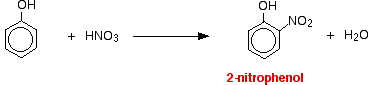 OH
+ HNO3
OH
NO2
+ H2O
2-nitrophenol